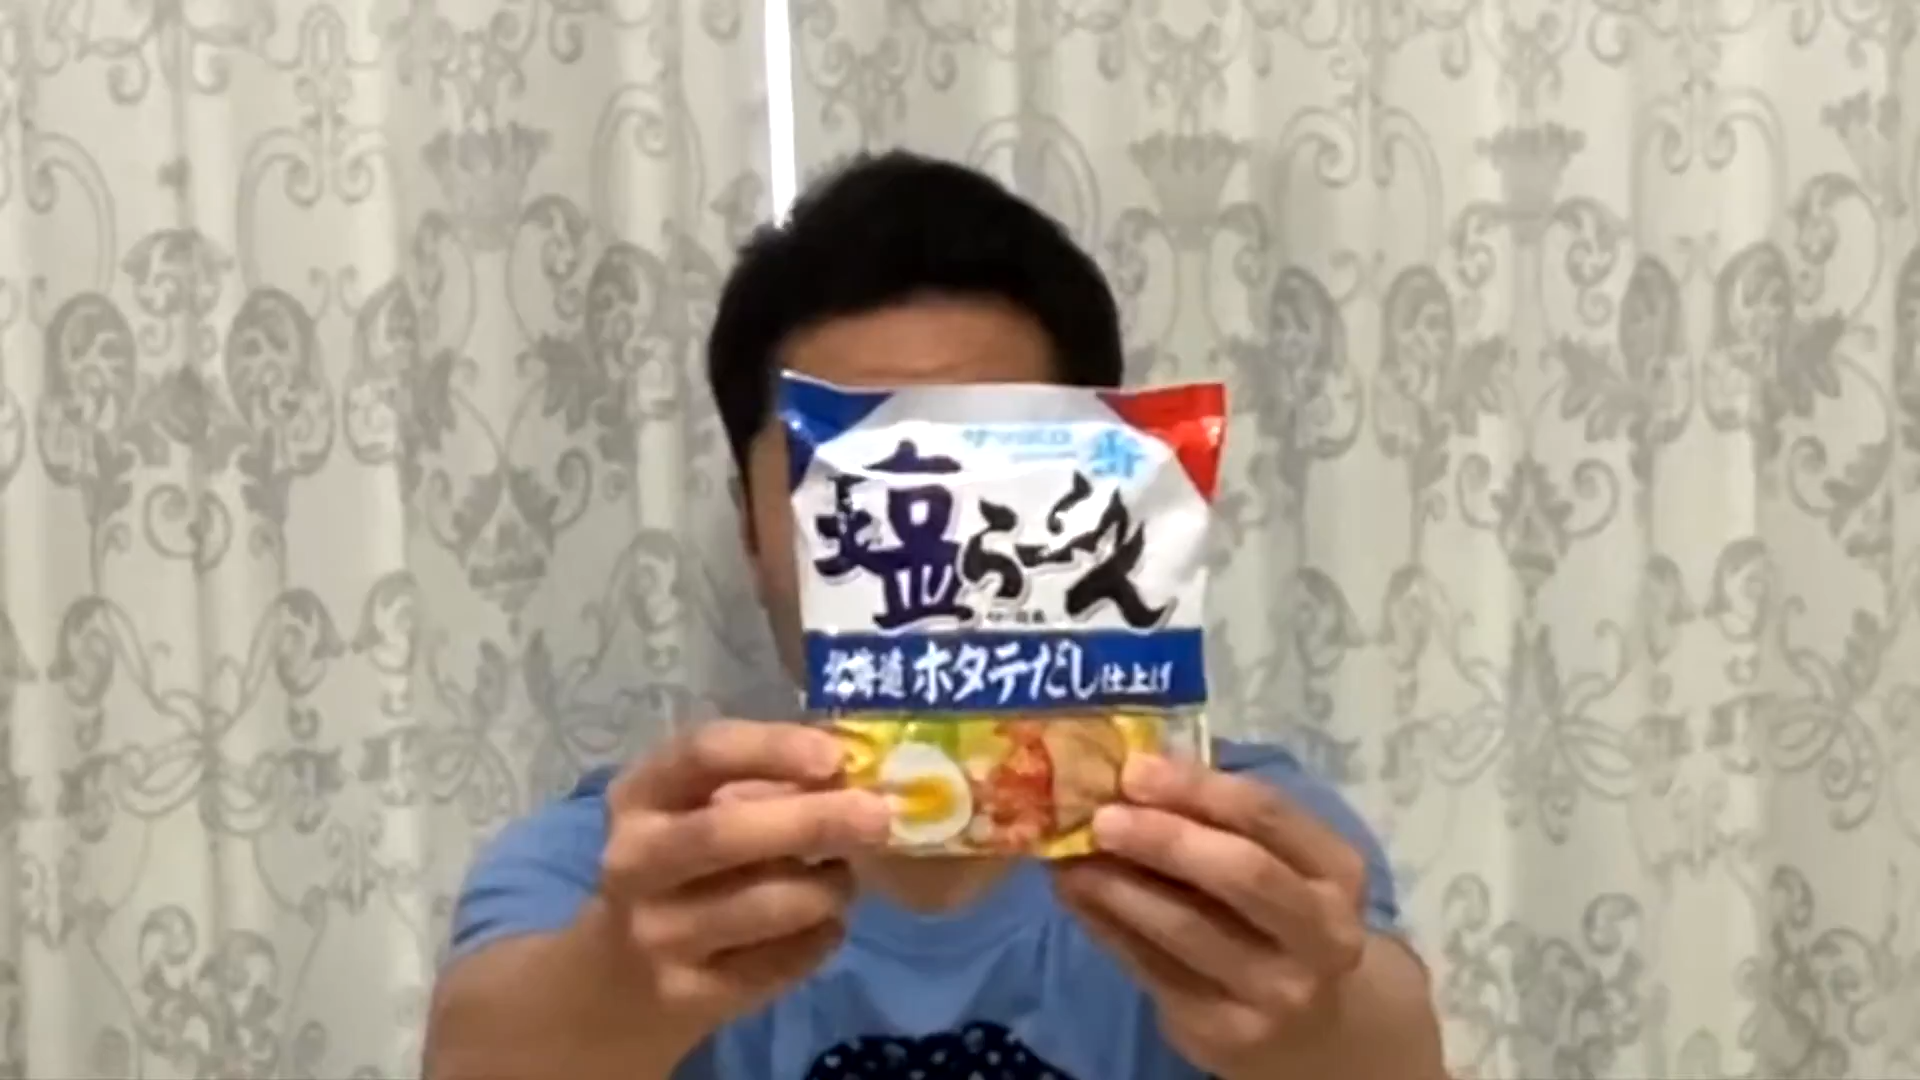 サッポロ一番
塩らーめん
北海道ホタテだし仕上げ